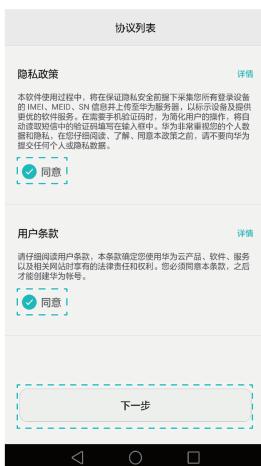 协议列表
隐私政策 详情
本软件使用过程中，将在保证隐私安全前提下采集您所有登录设备
的 IMEI、MEID、SN 信息并上传至华为服务器，以标示设备及提供
更优的软件服务。在需要手机验证码时，为简化用户的操作，将自
动读取短信中的验证码填写在输入框中。华为非常重视您的个人数
据和隐私，在您仔细阅读、了解、同意本政策之前，请不要向华为
提交任何个人或隐私数据。
同意
用户条款 详情
请仔细阅读用户条款，本条款确定您使用华为云产品、软件、服务
以及相关网站时享有的法律责任和权利。您必须同意本条款，之后
才能创建华为帐号。
同意
下一步